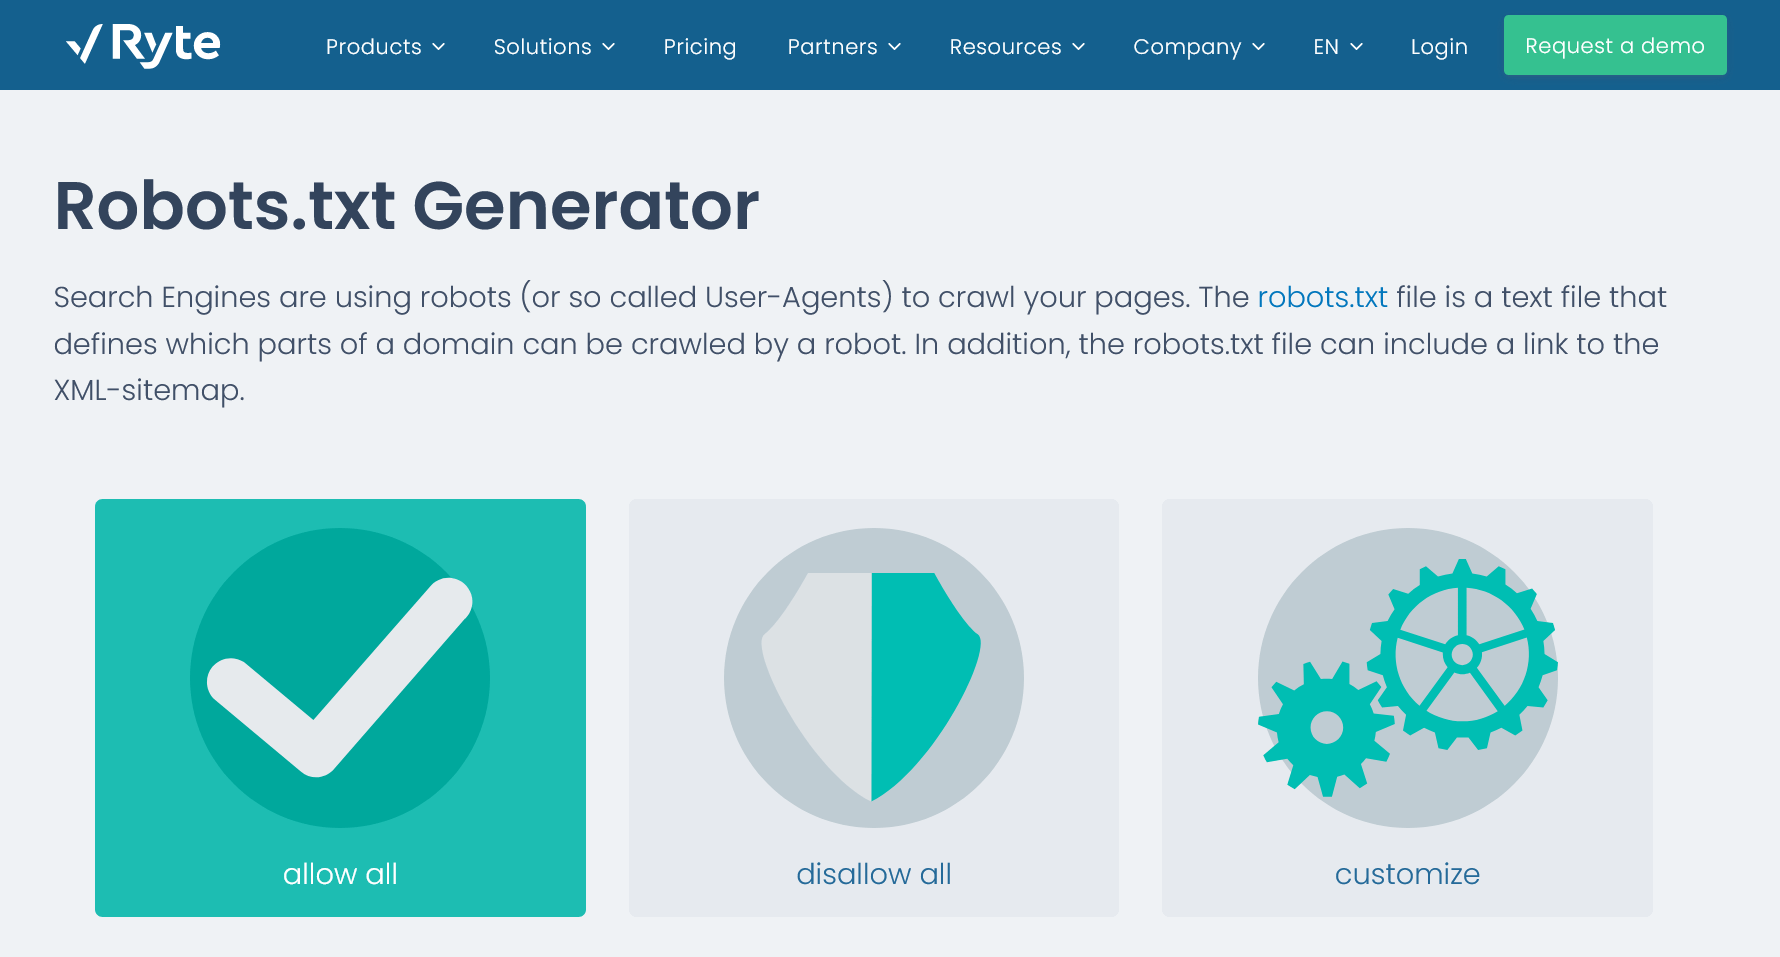 Ryte
Products Solutions Pricing Partners Resources Company EN Login Request a demo
Robots.txt Generator
Search Engines are using robots (or so called User-Agents) to crawl your pages. The robots.txt file is a text file that
defines which parts of a domain can be crawled by a robot. In addition, the robots.txt file can include a link to the
XML-sitemap.
allow all
disallow all
customize